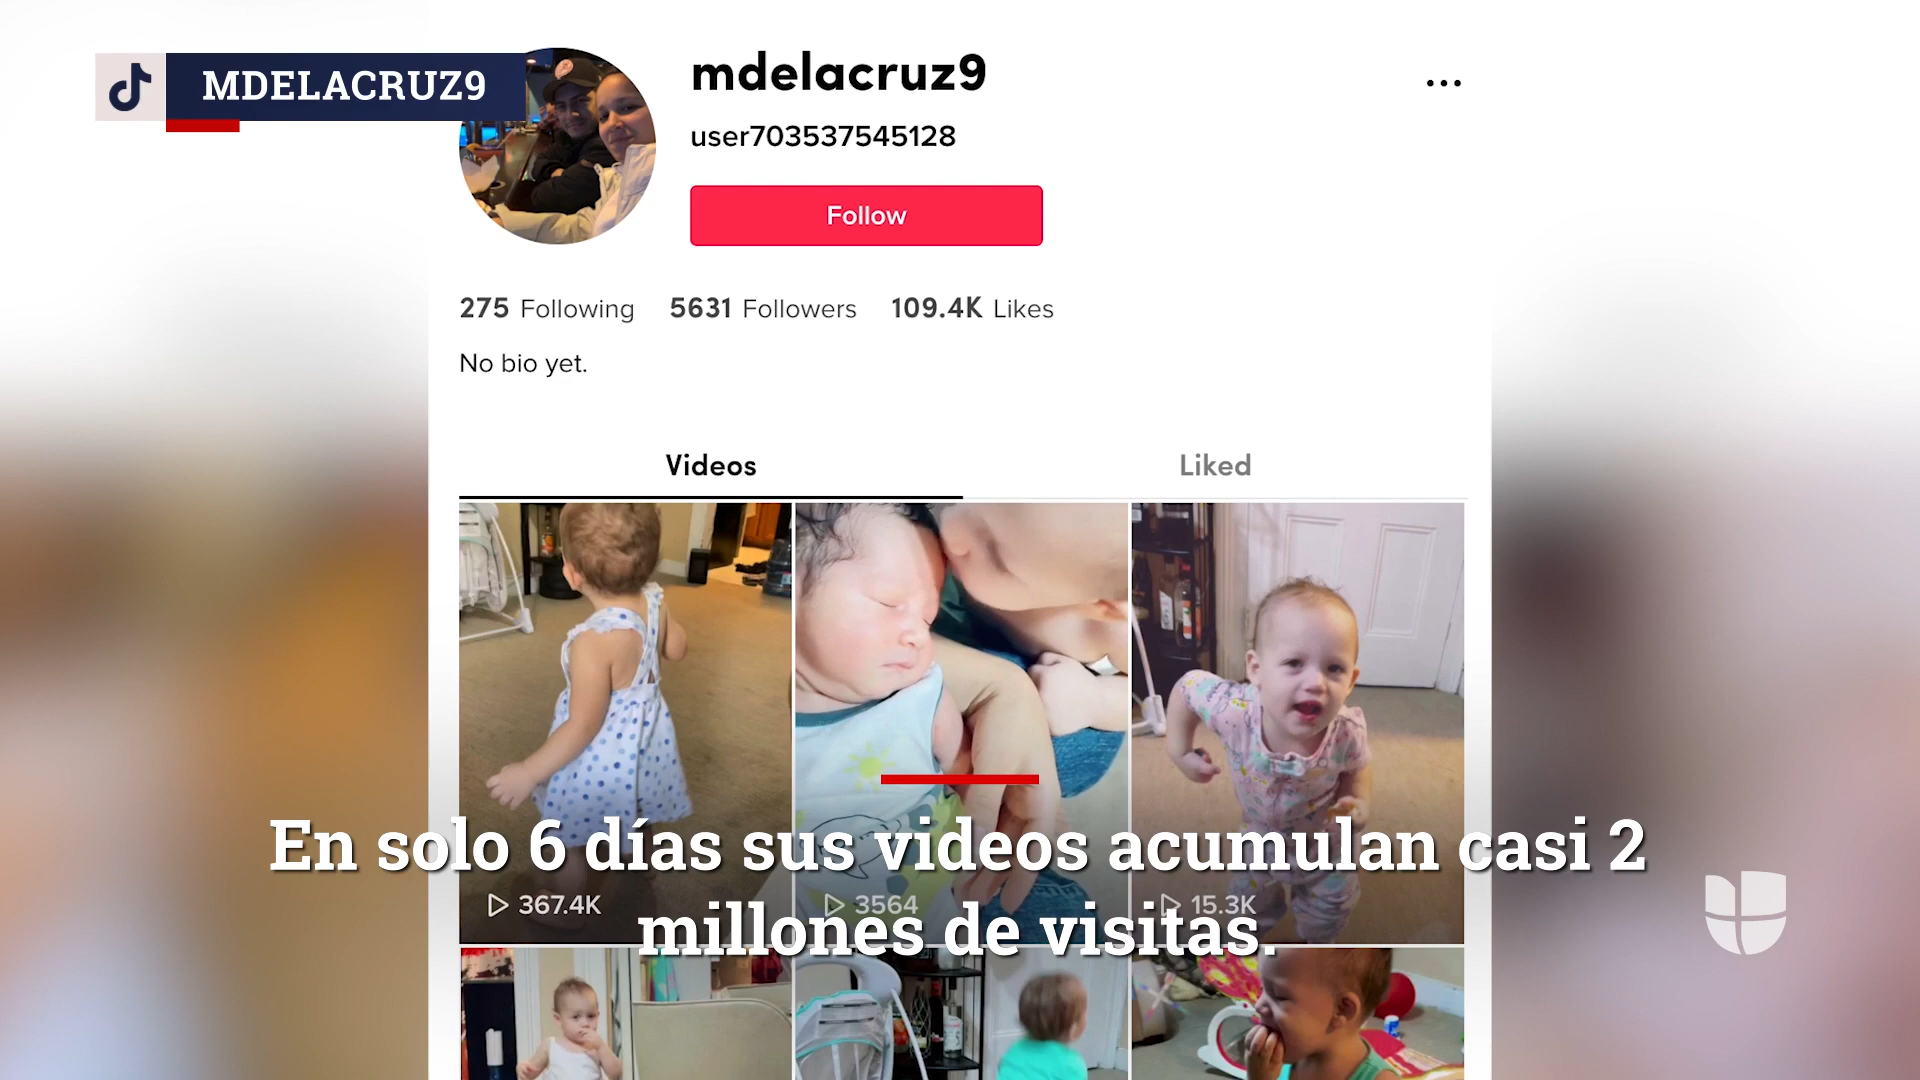 MDELACRUZ9
mdelacruz9
...
user703537545128
Follow
275 Following 5631 Followers 109.4K Likes
No bio yet.
Videos Liked
367.4K 3564 15.3K
En solo 6 días sus videos acumulan casi 2
millones de visitas.